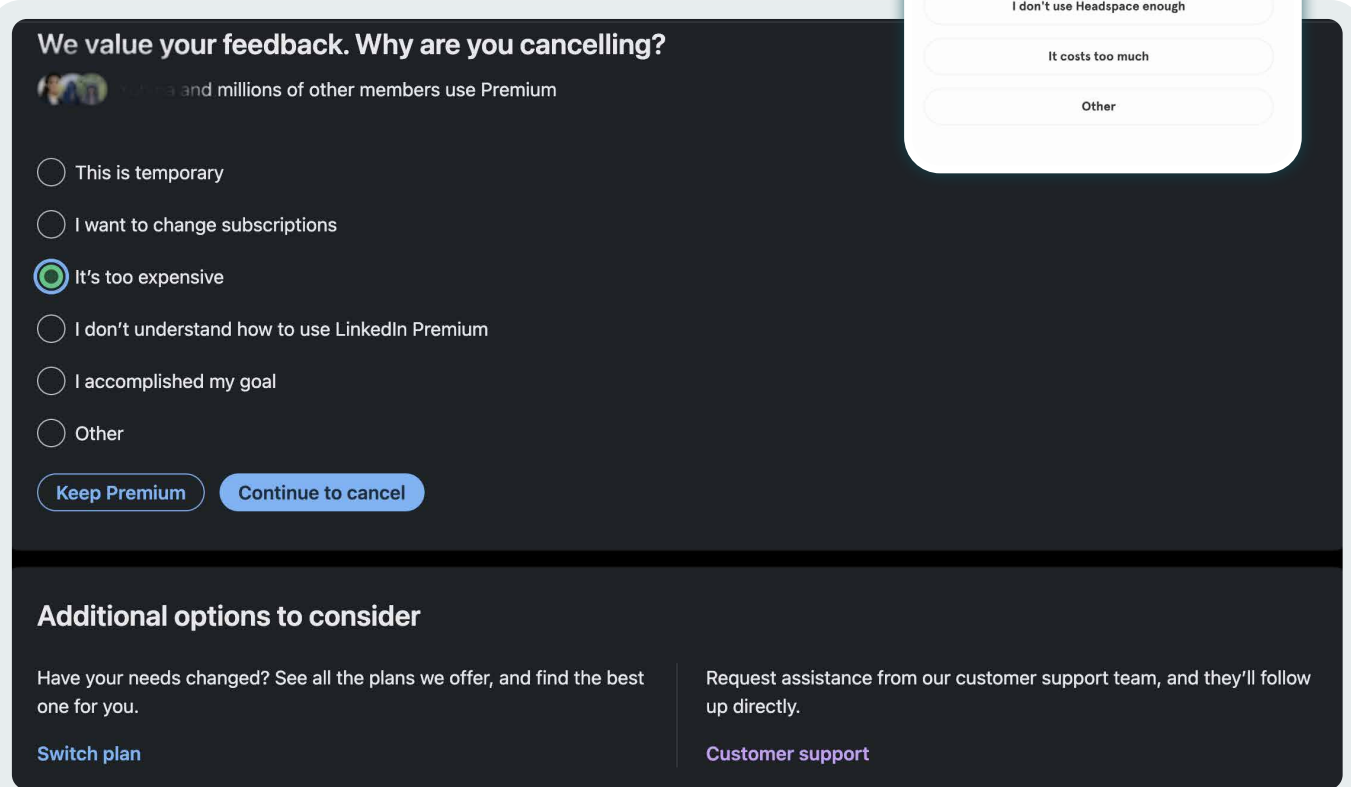 We value your feedback. Why are you cancelling?
and millions of other members use Premium
This is temporary
I want to change subscriptions
It's too expensive
I don't understand how to use LinkedIn Premium
I accomplished my goal
Other
Keep Premium
Continue to cancel
I don't use Headspace enough
It costs too much
Other
Additional options to consider
Have your needs changed? See all the plans we offer, and find the best
one for you.
Switch plan
Request assistance from our customer support team, and they'll follow
up directly.
Customer support